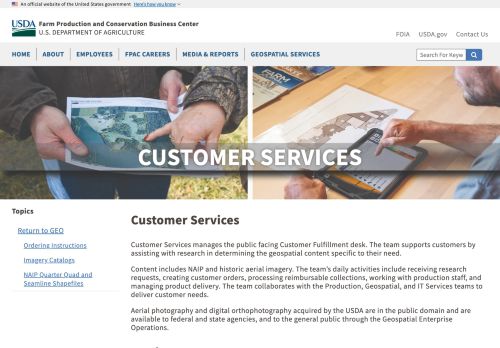 An official website of the United States government Here's how you know
USDA Farm Production and Conservation Business Center
U.S. DEPARTMENT OF AGRICULTURE
FOIA USDA.gov Contact Us
HOME ABOUT EMPLOYEES FPAC CAREERS MEDIA & REPORTS GEOSPATIAL SERVICES
Search For Keyw
CUSTOMER SERVICES
Topics
Return to GEO
Ordering Instructions
Imagery Catalogs
NAIP Quarter Quad and
Seamline Shapefiles
Customer Services
Customer Services manages the public facing Customer Fulfillment desk. The team supports customers by
assisting with research in determining the geospatial content specific to their need.
Content includes NAIP and historic aerial imagery. The team's daily activities include receiving research
requests, creating customer orders, processing reimbursable collections, working with production staff, and
managing product delivery. The team collaborates with the Production, Geospatial, and IT Services teams to
deliver customer needs.
Aerial photography and digital orthophotography acquired by the USDA are in the public domain and are
available to federal and state agencies, and to the general public through the Geospatial Enterprise
Operations.